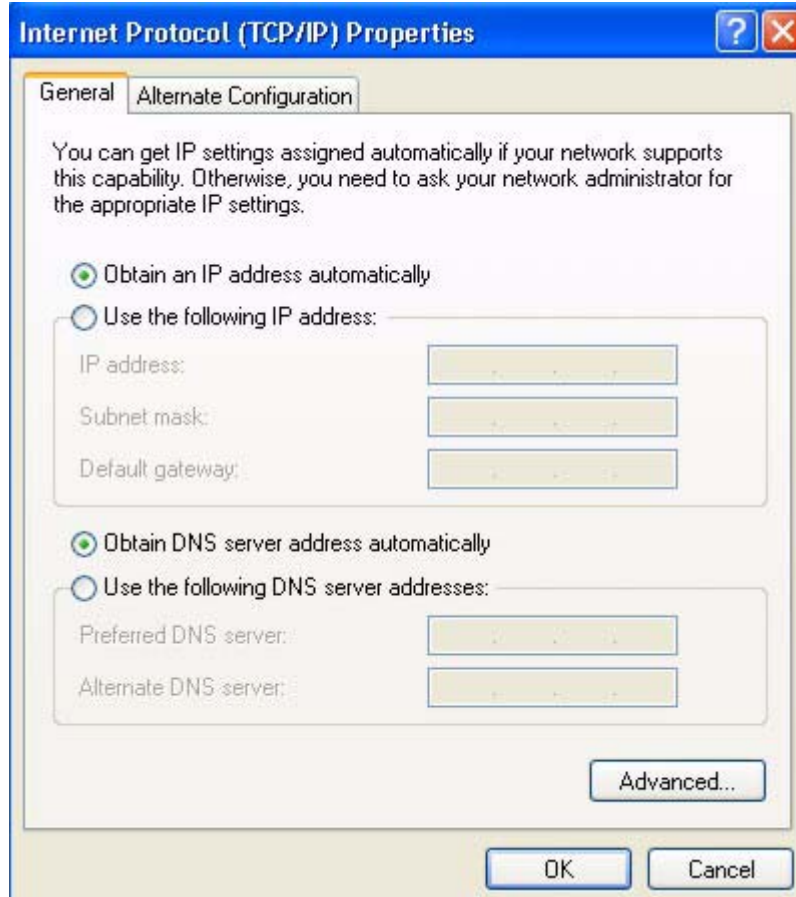 Internet Protocol (TCP/IP) Properties
General
Alternate Configuration
You can get IP settings assigned automatically if your network supports
this capability. Otherwise, you need to ask your network administrator for
the appropriate IP settings.
Obtain an IP address automatically
Use the following IP address:
IP address:
Subnet mask:
Default gateway:
Obtain DNS server address automatically
Use the following DNS server addresses:
Preferred DNS server:
Alternate DNS server:
Advanced...
OK
Cancel